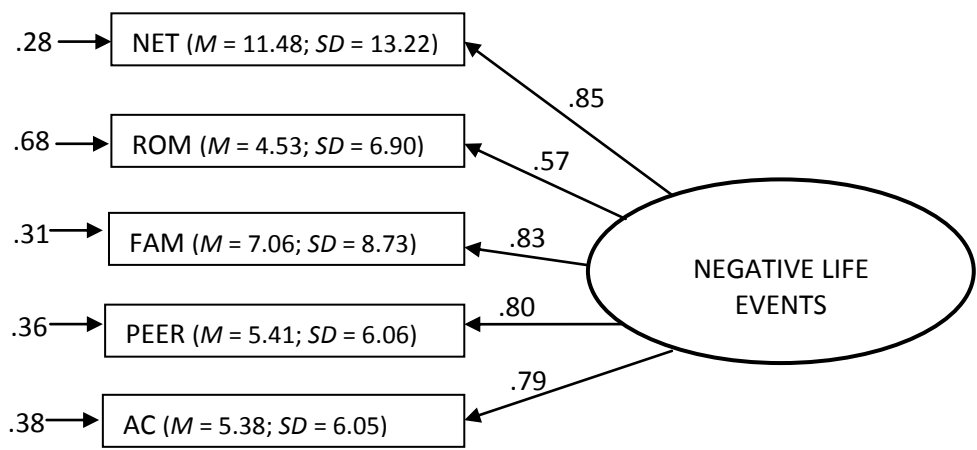 .28 NET (M = 11.48; SD = 13.22)
.85
.68 ROM (M = 4.53; SD = 6.90)
.57
.31 FAM (M = 7.06; SD = 8.73)
.83
.36 PEER (M = 5.41; SD = 6.06)
.80
.38 AC (M = 5.38; SD = 6.05)
.79
NEGATIVE LIFE
EVENTS